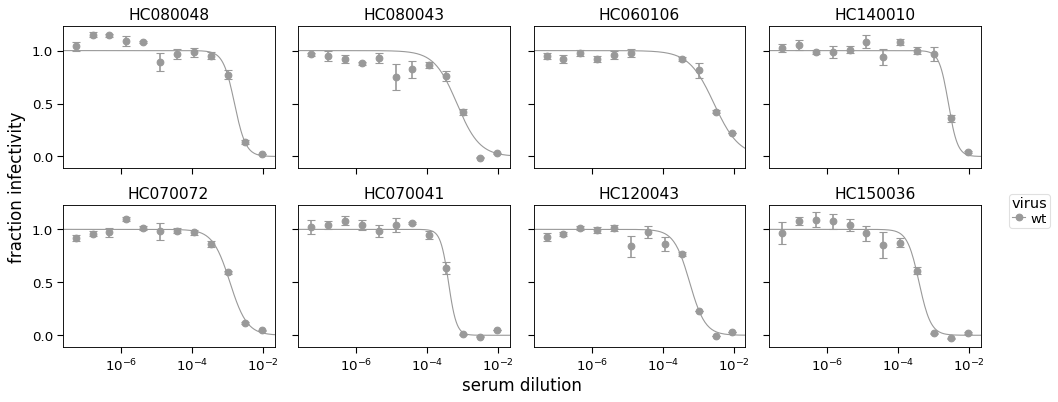 HC080048 HC080043 HC060106 HC140010
1.0
0.5
0.0
HC070072 HC070041 HC120043 HC150036
1.0
0.5
0.0
10⁻⁶ 10⁻⁴ 10⁻² 10⁻⁶ 10⁻⁴ 10⁻² 10⁻⁶ 10⁻⁴ 10⁻² 10⁻⁶ 10⁻⁴ 10⁻²
fraction infectivity
serum dilution
virus
wt